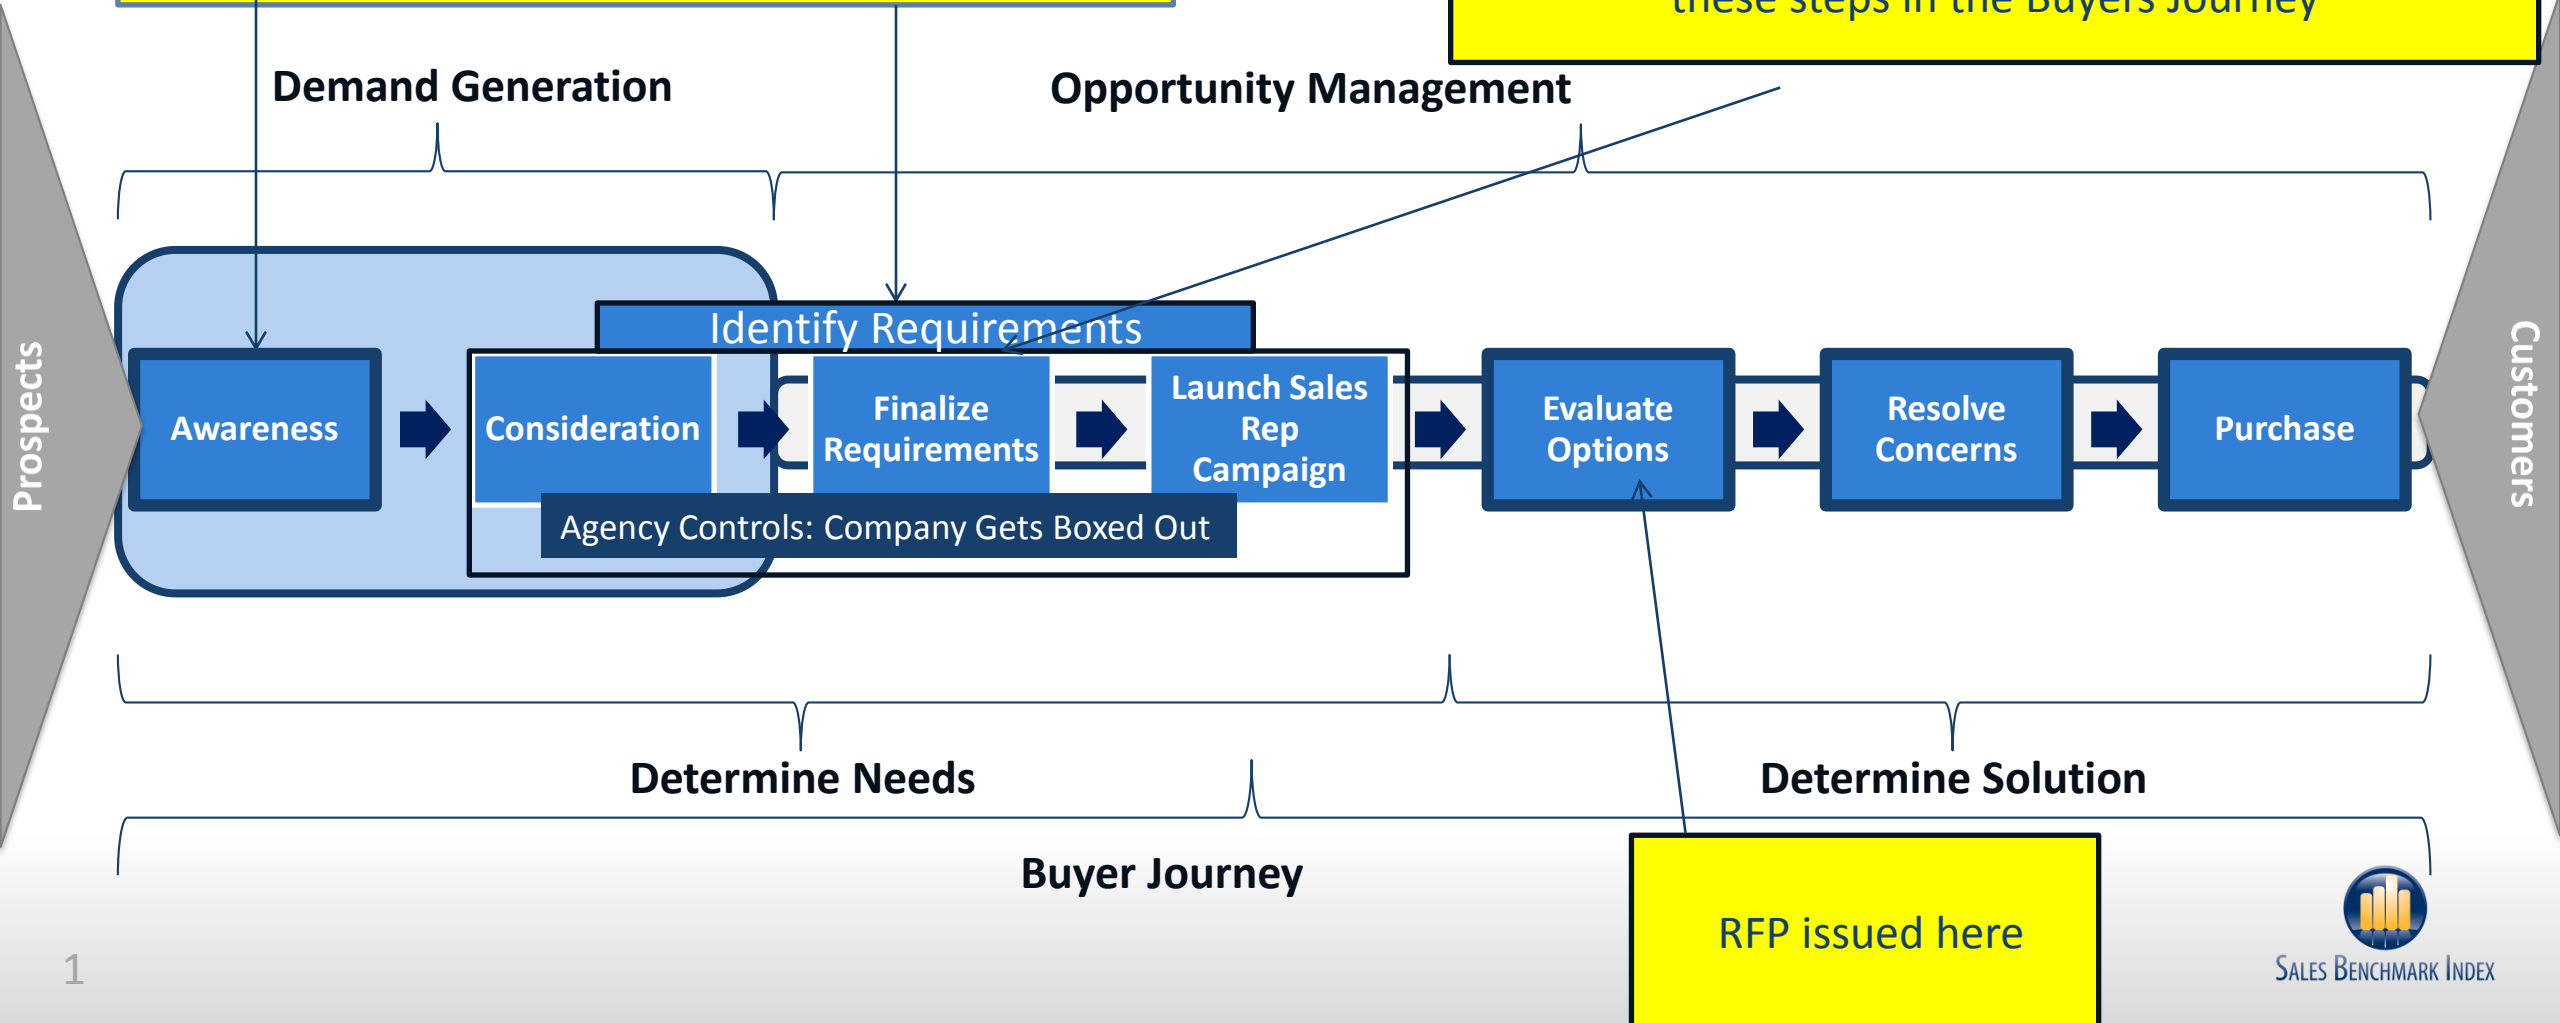 these steps in the Buyers Journey
Demand Generation
Opportunity Management
Prospects
Customers
Identify Requirements
Awareness
Consideration
Finalize
Requirements
Launch Sales
Rep
Campaign
Evaluate
Options
Resolve
Concerns
Purchase
Agency Controls: Company Gets Boxed Out
Determine Needs
Determine Solution
Buyer Journey
RFP issued here
1
SALES BENCHMARK INDEX